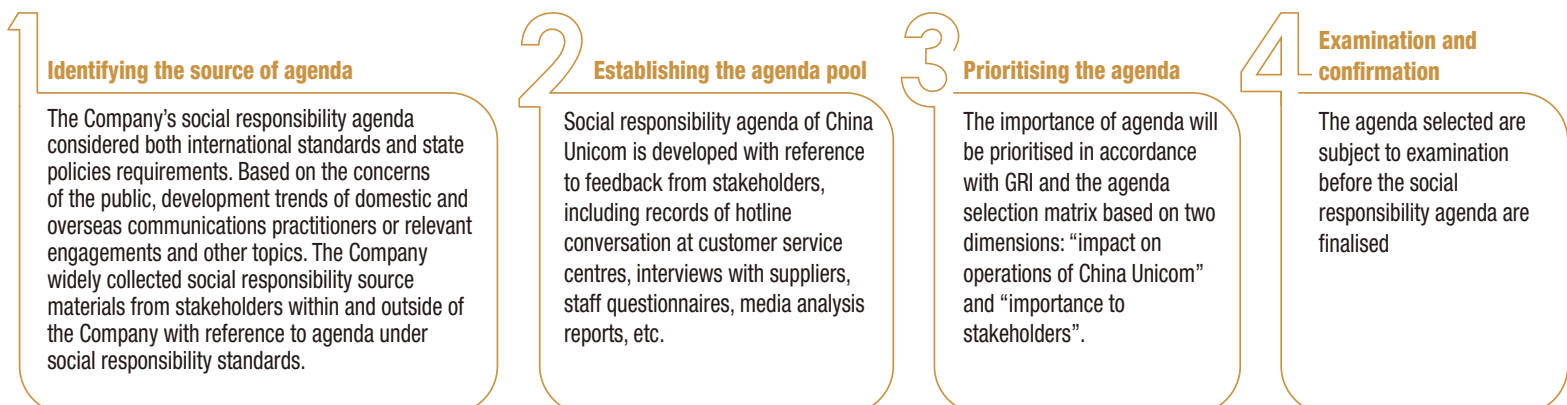 1
Identifying the source of agenda
The Company's social responsibility agenda
considered both international standards and state
policies requirements. Based on the concerns
of the public, development trends of domestic and
overseas communications practitioners or relevant
engagements and other topics. The Company
widely collected social responsibility source
materials from stakeholders within and outside of
the Company with reference to agenda under
social responsibility standards.
2
Establishing the agenda pool
Social responsibility agenda of China
Unicom is developed with reference
to feedback from stakeholders,
including records of hotline
conversation at customer service
centres, interviews with suppliers,
staff questionnaires, media analysis
reports, etc.
3
Prioritising the agenda
The importance of agenda will
be prioritised in accordance
with GRI and the agenda
selection matrix based on two
dimensions: “impact on
operations of China Unicom”
and “importance to
stakeholders”.
4
Examination and
confirmation
The agenda selected are
subject to examination
before the social
responsibility agenda are
finalised